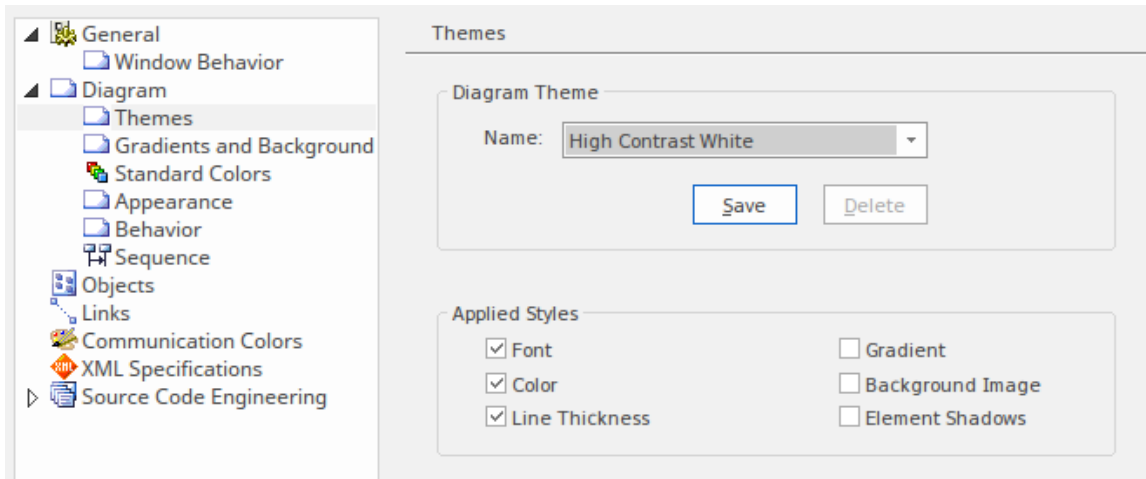 General
Window Behavior
Diagram
Themes
Gradients and Background
Standard Colors
Appearance
Behavior
Sequence
Objects
Links
Communication Colors
XML Specifications
Source Code Engineering
Themes
Diagram Theme
Name: High Contrast White
Save Delete
Applied Styles
Font Gradient
Color Background Image
Line Thickness Element Shadows